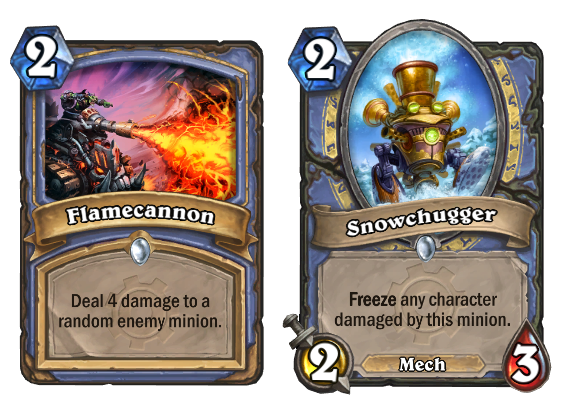 2
Flamecannon
Deal 4 damage to a
random enemy minion.
2
Snowchugger
Freeze any character
damaged by this minion.
2
Mech
3